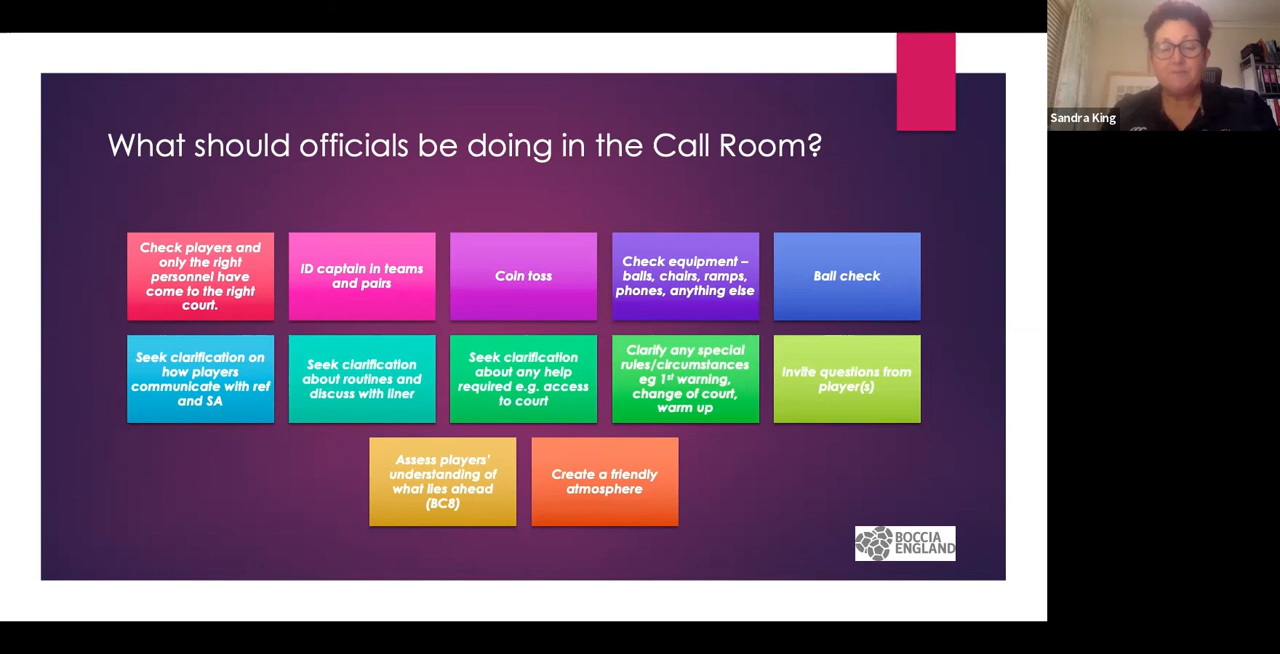 What should officials be doing in the Call Room?
Check players and
only the right
personnel have
come to the right
court.
ID captain in teams
and pairs
Coin toss
Check equipment –
balls, chairs, ramps,
phones, anything else
Ball check
Seek clarification on
how players
communicate with ref
and SA
Seek clarification
about routines and
discuss with liner
Seek clarification
about any help
required e.g. access
to court
Clarify any special
rules/circumstances
eg 1st warning,
change of court,
warm up
Invite questions from
player(s)
Assess players'
understanding of
what lies ahead
(BC8)
Create a friendly
atmosphere
BOCCIA
ENGLAND
Sandra King